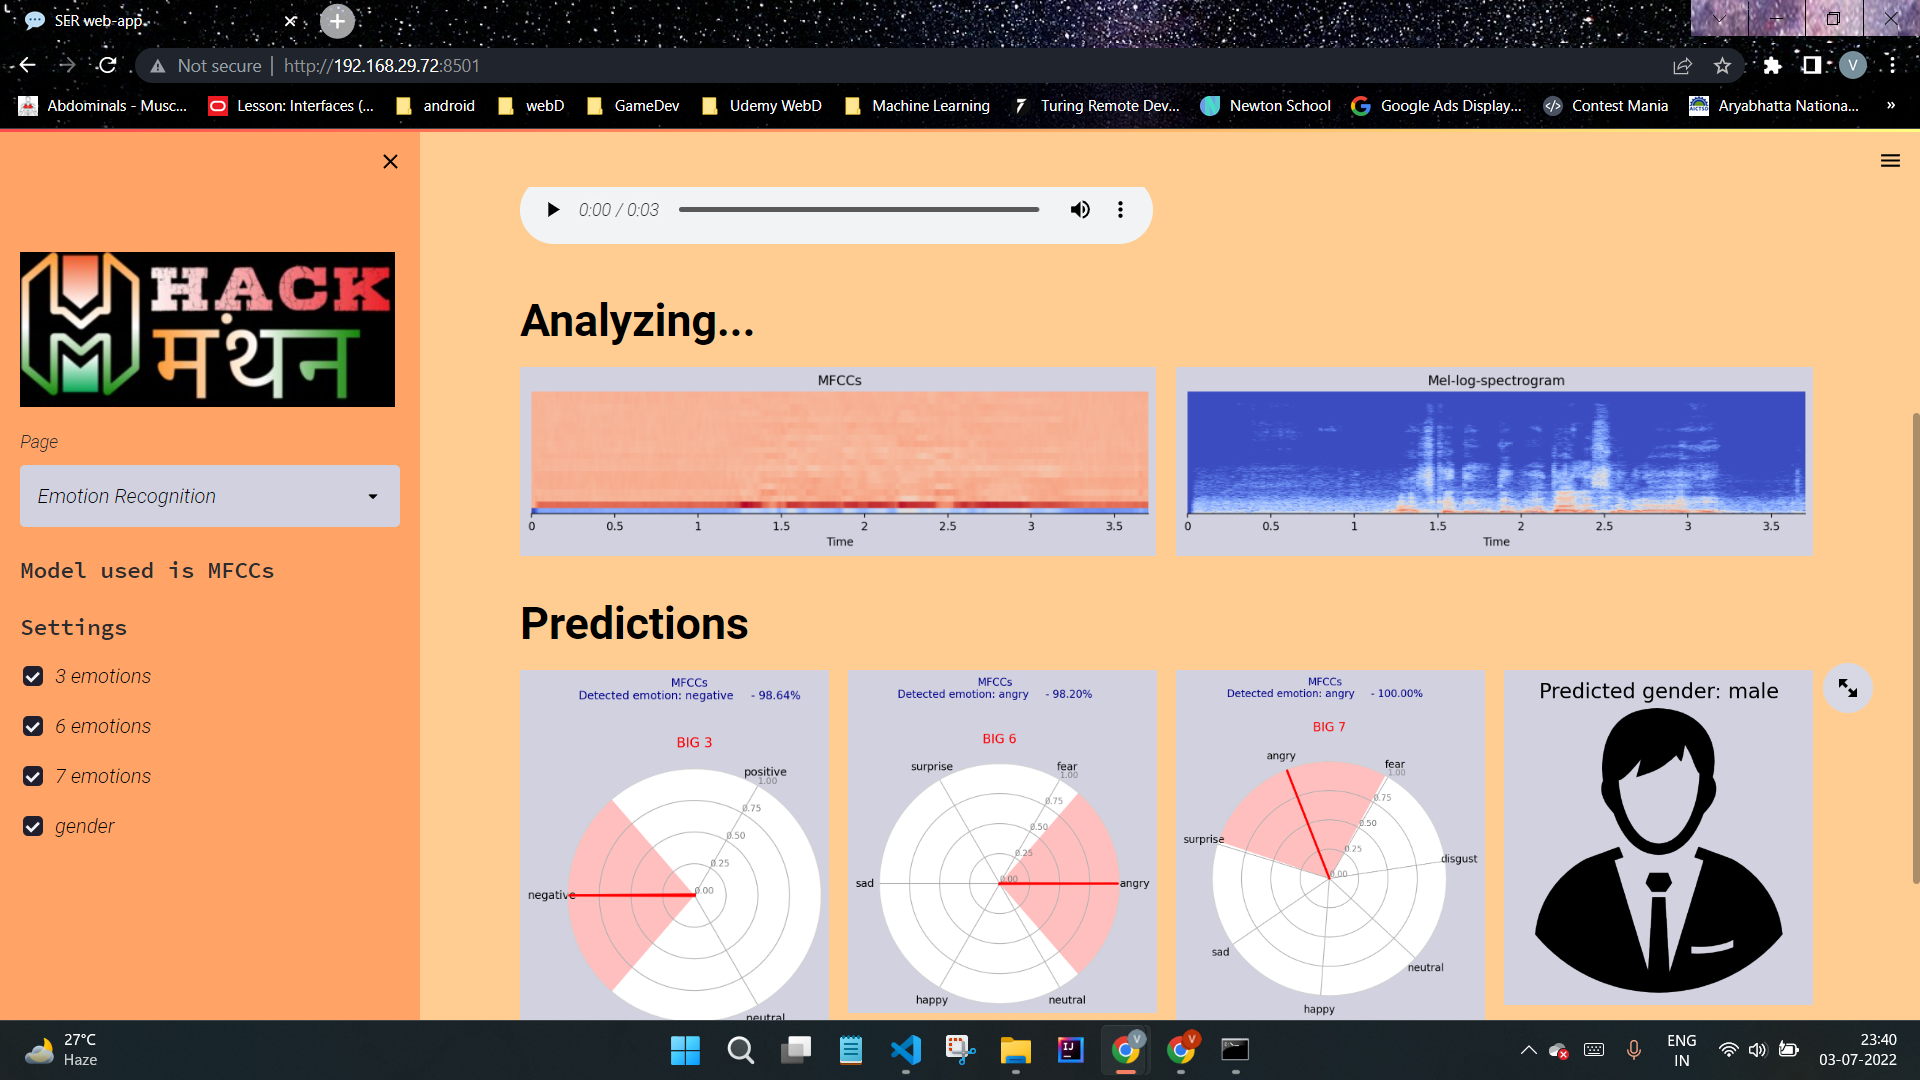 SER web-app
Not secure | http://192.168.29.72:8501
V
Abdominals - Musc...
Lesson: Interfaces (...
android
webD
GameDev
Udemy WebD
Machine Learning
Turing Remote Dev...
Newton School
Google Ads Display...
Contest Mania
Aryabhatta Nationa...
»
HACK
मंथन
Page
Emotion Recognition
Model used is MFCCs
Settings
3 emotions
6 emotions
7 emotions
gender
0:00 / 0:03
Analyzing...
MFCCs
0 0.5 1 1.5 2 2.5 3 3.5
Time
Mel-log-spectrogram
0 0.5 1 1.5 2 2.5 3 3.5
Time
Predictions
MFCCs
Detected emotion: negative - 98.64%
BIG 3
positive
1.00
0.75
0.50
0.25
0.00
negative
neutral
MFCCs
Detected emotion: angry - 98.20%
BIG 6
surprise
fear
1.00
0.75
0.50
0.25
0.00
sad
angry
happy
neutral
MFCCs
Detected emotion: angry - 100.00%
BIG 7
angry
fear
1.00
0.75
0.50
0.25
0.00
surprise
disgust
sad
neutral
happy
Predicted gender: male
27°C
Haze
IJ
V
V
ENG
IN
23:40
03-07-2022